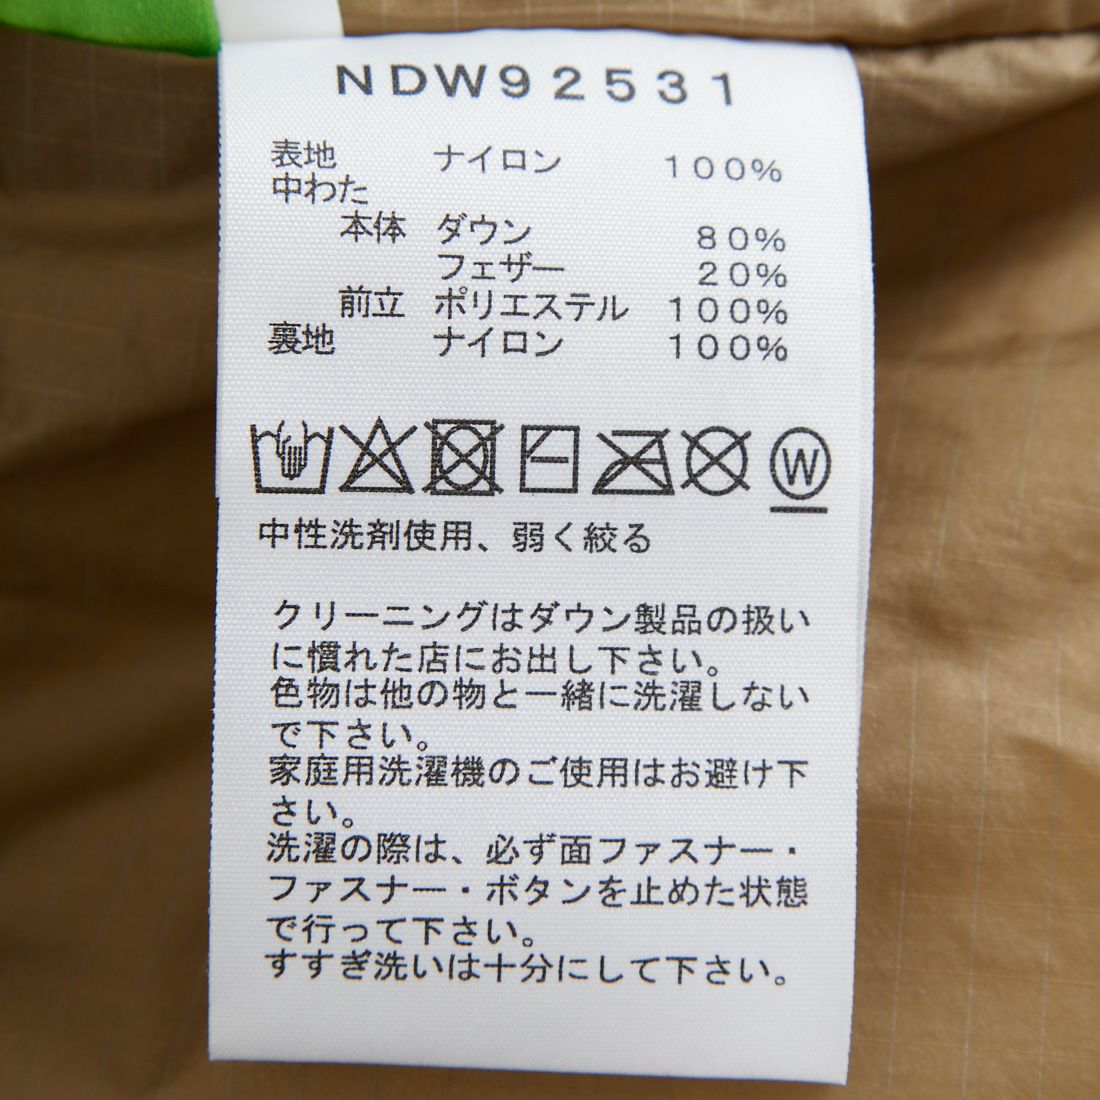 NDW92531
表地 ナイロン 100%
中わた
本体 ダウン 80%
フェザー 20%
前立 ポリエステル 100%
裏地 ナイロン 100%
W
中性洗剤使用、弱く絞る
クリーニングはダウン製品の扱い
に慣れた店にお出し下さい。
色物は他の物と一緒に洗濯しない
で下さい。
家庭用洗濯機のご使用はお避け下
さい。
洗濯の際は、必ず面ファスナー・
ファスナー・ボタンを止めた状態
で行って下さい。
すすぎ洗いは十分にして下さい。